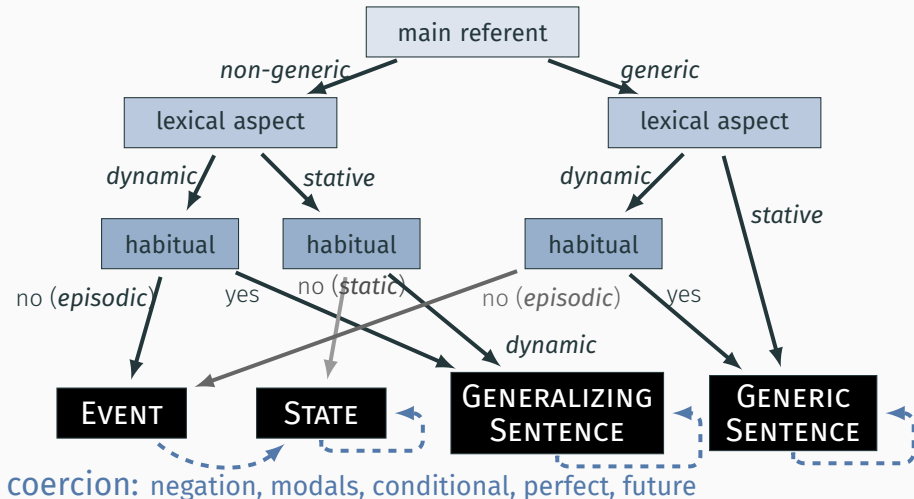 main referent
non-generic
generic
lexical aspect
lexical aspect
dynamic
stative
dynamic
stative
habitual
habitual
habitual
no (episodic)
yes
no (static)
no (episodic)
yes
dynamic
EVENT
STATE
GENERALIZING
SENTENCE
GENERIC
SENTENCE
coercion: negation, modals, conditional, perfect, future